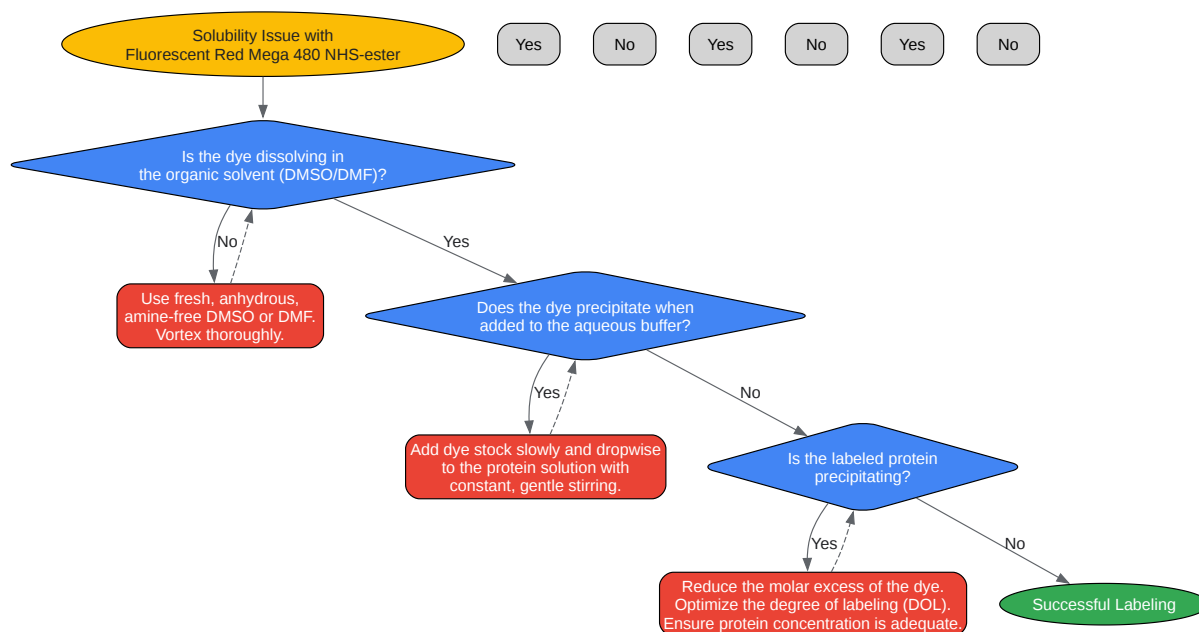 Solubility Issue with
Fluorescent Red Mega 480 NHS-ester
Yes
No
Yes
No
Yes
No
Is the dye dissolving in
the organic solvent (DMSO/DMF)?
No
Yes
Use fresh, anhydrous,
amine-free DMSO or DMF.
Vortex thoroughly.
Does the dye precipitate when
added to the aqueous buffer?
Yes
No
Add dye stock slowly and dropwise
to the protein solution with
constant, gentle stirring.
Is the labeled protein
precipitating?
Yes
No
Reduce the molar excess of the dye.
Optimize the degree of labeling (DOL).
Ensure protein concentration is adequate.
Successful Labeling